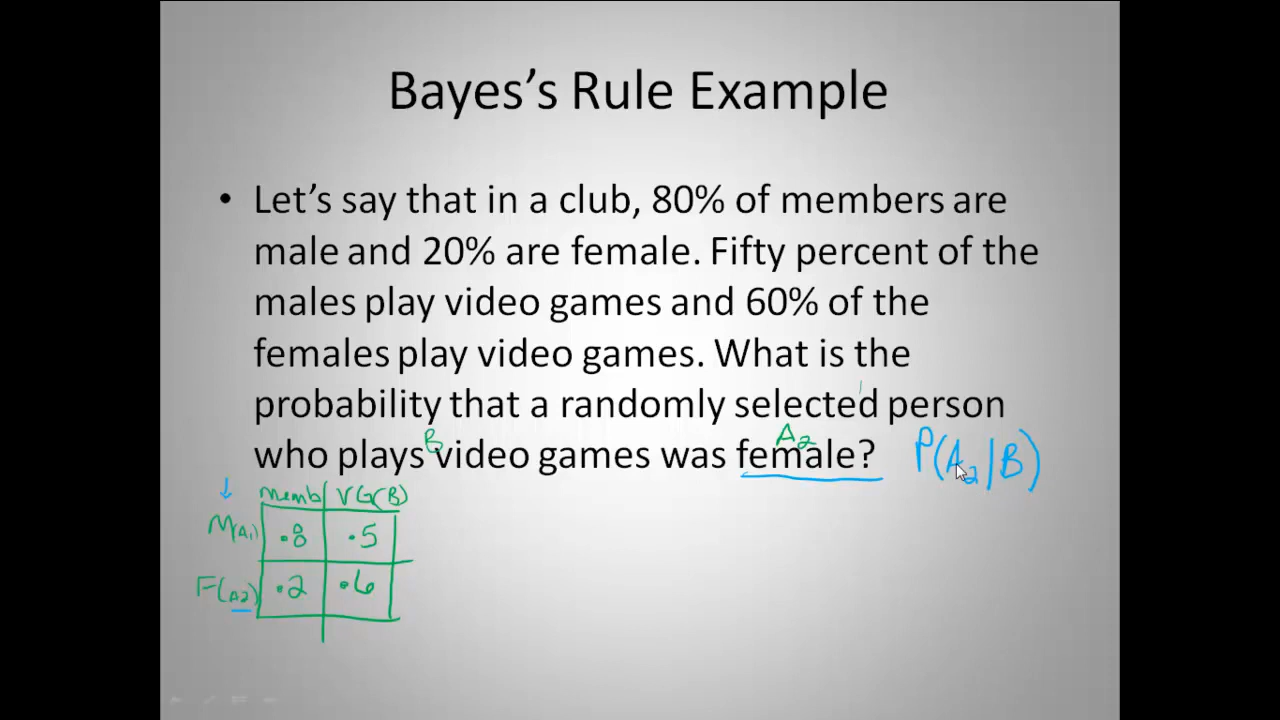 Bayes's Rule Example
• Let's say that in a club, 80% of members are
male and 20% are female. Fifty percent of the
males play video games and 60% of the
females play video games. What is the
probability that a randomly selected person
B A2
who plays video games was female? P(A2|B)
memb VG(B)
M(A1) .8 .5
F(A2) .2 .6